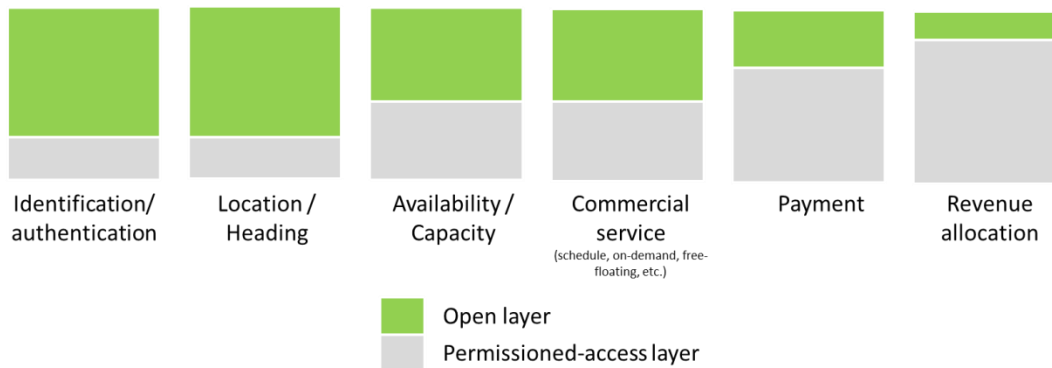 Identification/
authentication
Location /
Heading
Availability /
Capacity
Commercial
service
(schedule, on-demand, free-
floating, etc.)
Payment
Revenue
allocation
Open layer
Permissioned-access layer